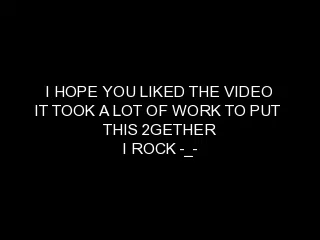 I HOPE YOU LIKED THE VIDEO
IT TOOK A LOT OF WORK TO PUT
THIS 2GETHER
I ROCK -_-